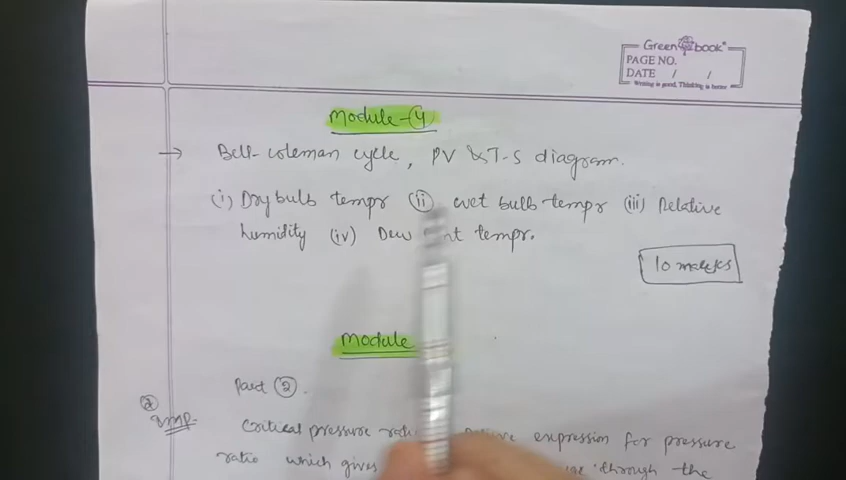 Green book
PAGE NO.
DATE / /
Writing is good, Thinking is better
Module-4
→ Bell-coleman cycle, PV & T-S diagram.
(i) Dry bulb tempr (ii) wet bulb tempr (iii) Relative
humidity (iv) Dew nt tempr.
10 marks
Module
Part 2.
Imp.
Critical pressure expression for pressure
ratio which gives through the